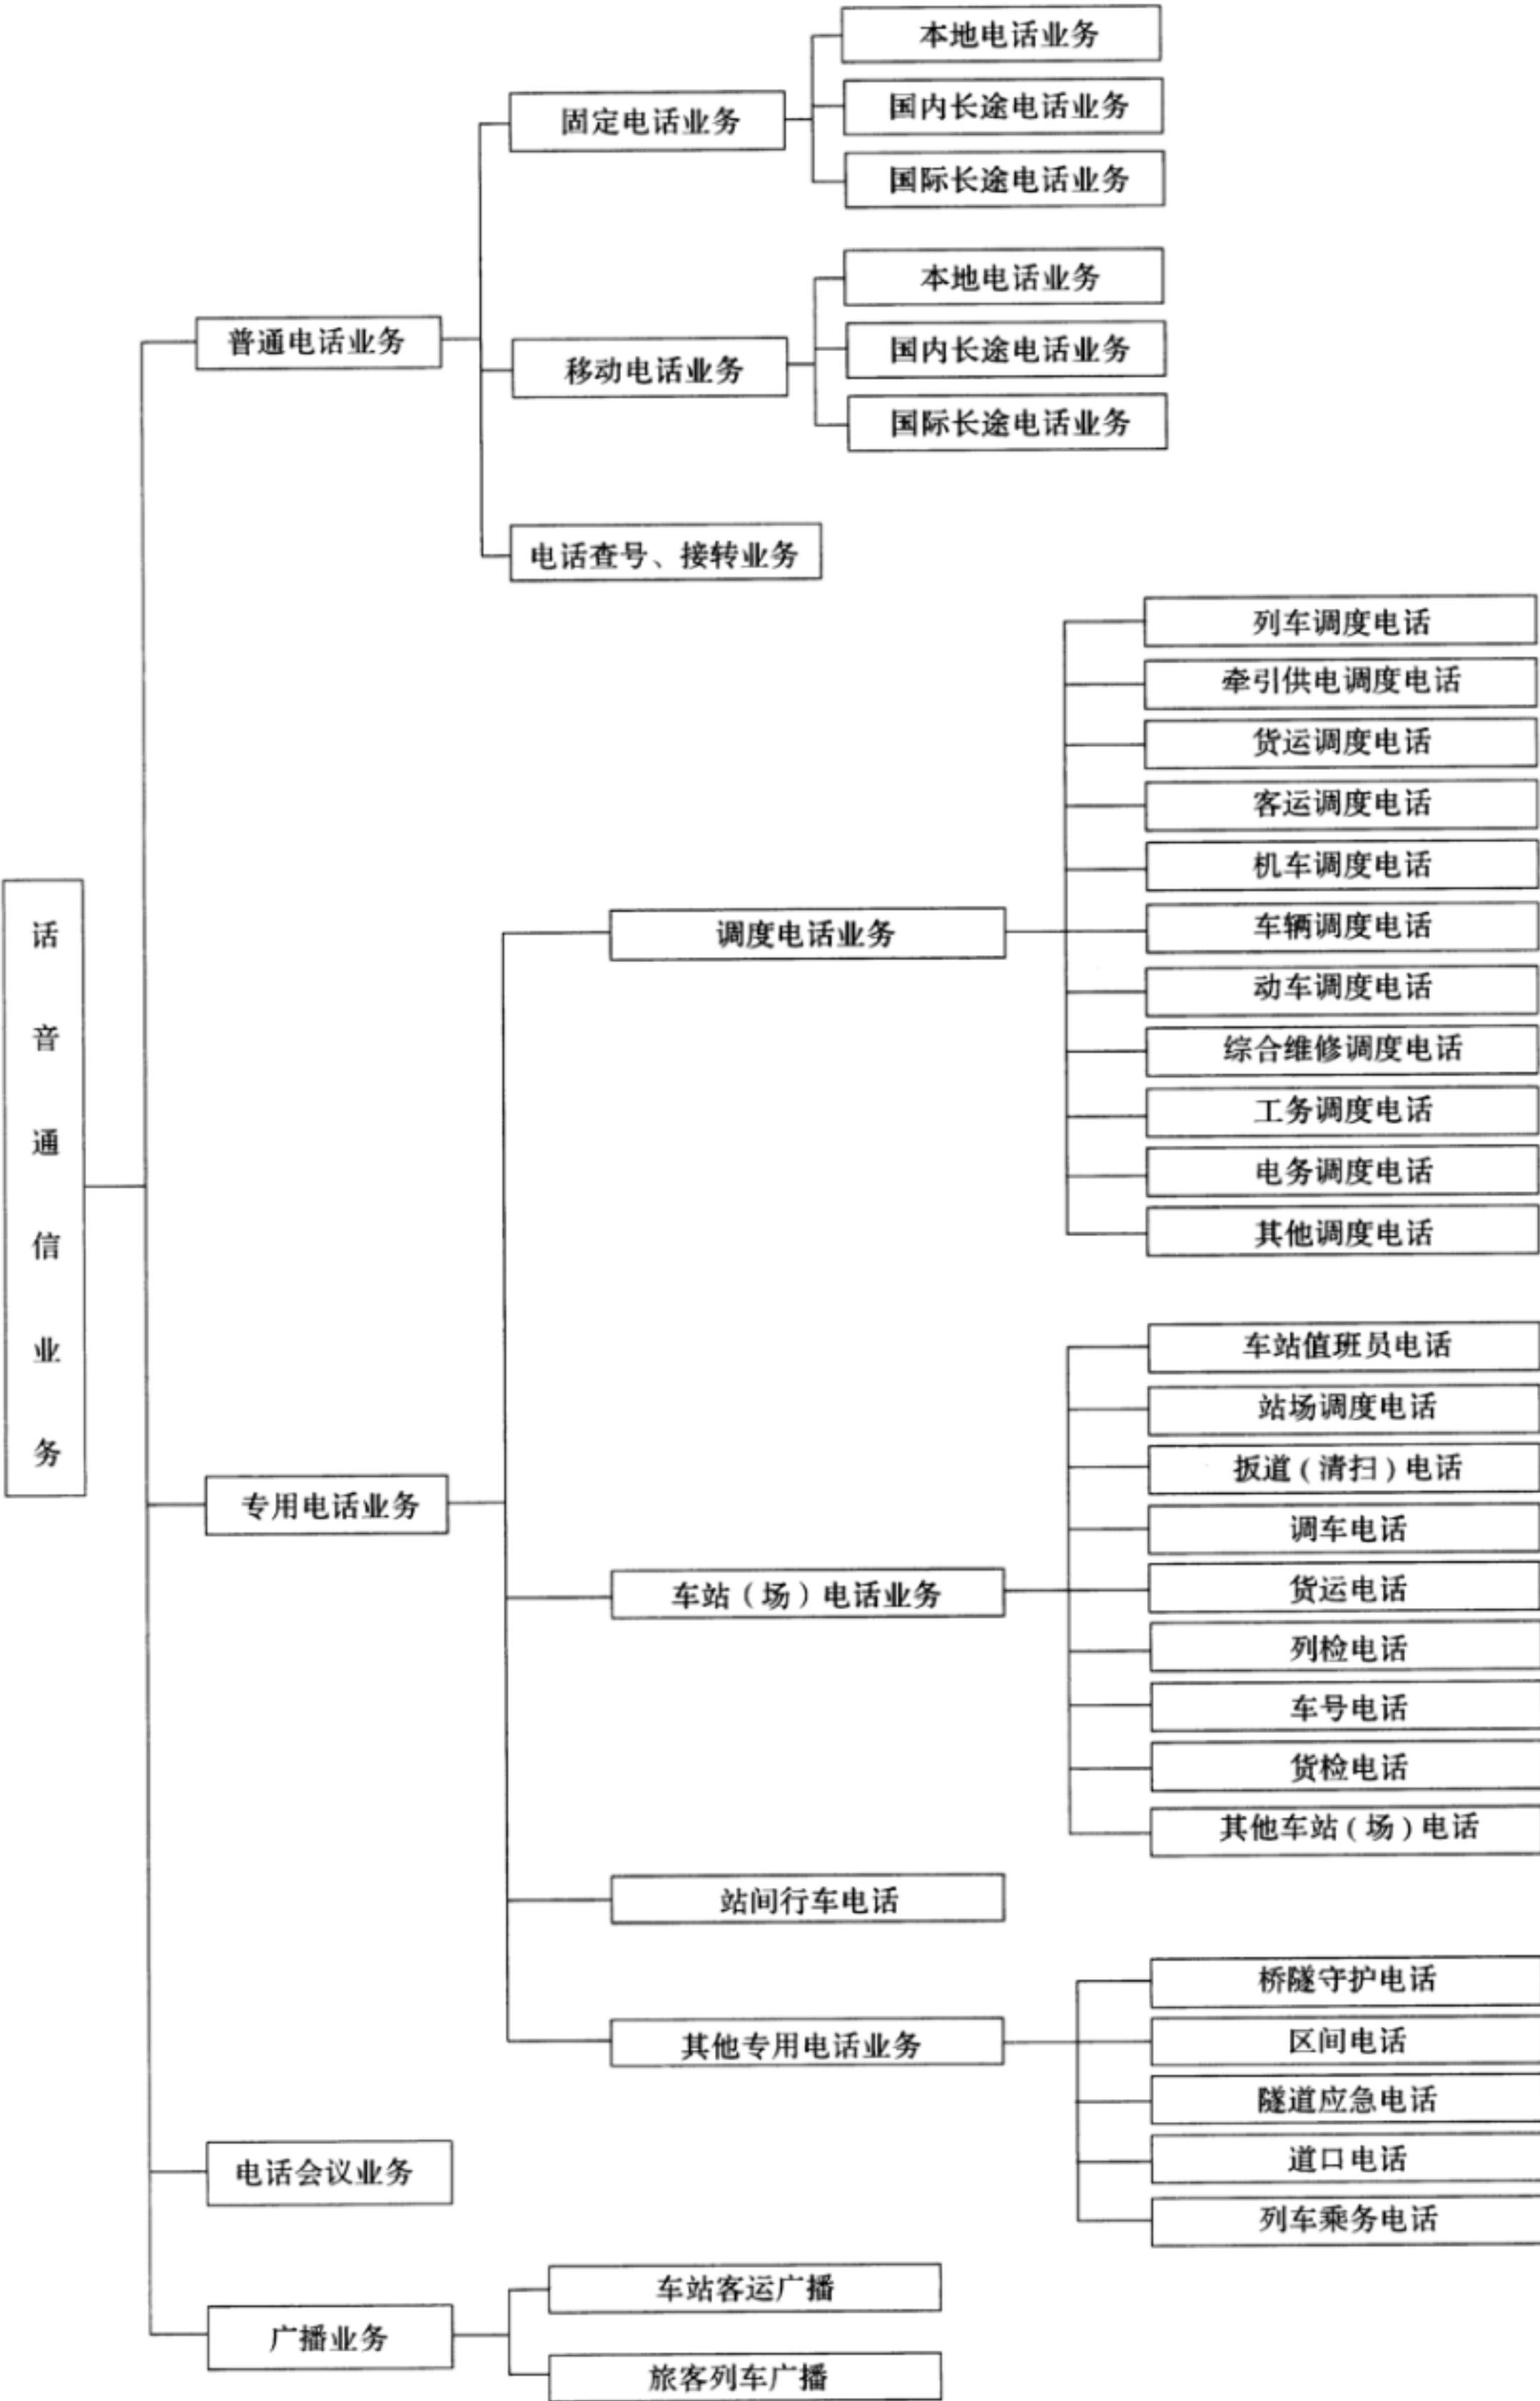 话音通信业务
普通电话业务
固定电话业务
本地电话业务
国内长途电话业务
国际长途电话业务
移动电话业务
本地电话业务
国内长途电话业务
国际长途电话业务
电话查号、接转业务
专用电话业务
调度电话业务
列车调度电话
牵引供电调度电话
货运调度电话
客运调度电话
机车调度电话
车辆调度电话
动车调度电话
综合维修调度电话
工务调度电话
电务调度电话
其他调度电话
车站（场）电话业务
车站值班员电话
站场调度电话
扳道（清扫）电话
调车电话
货运电话
列检电话
车号电话
货检电话
其他车站（场）电话
站间行车电话
其他专用电话业务
桥隧守护电话
区间电话
隧道应急电话
道口电话
列车乘务电话
电话会议业务
广播业务
车站客运广播
旅客列车广播